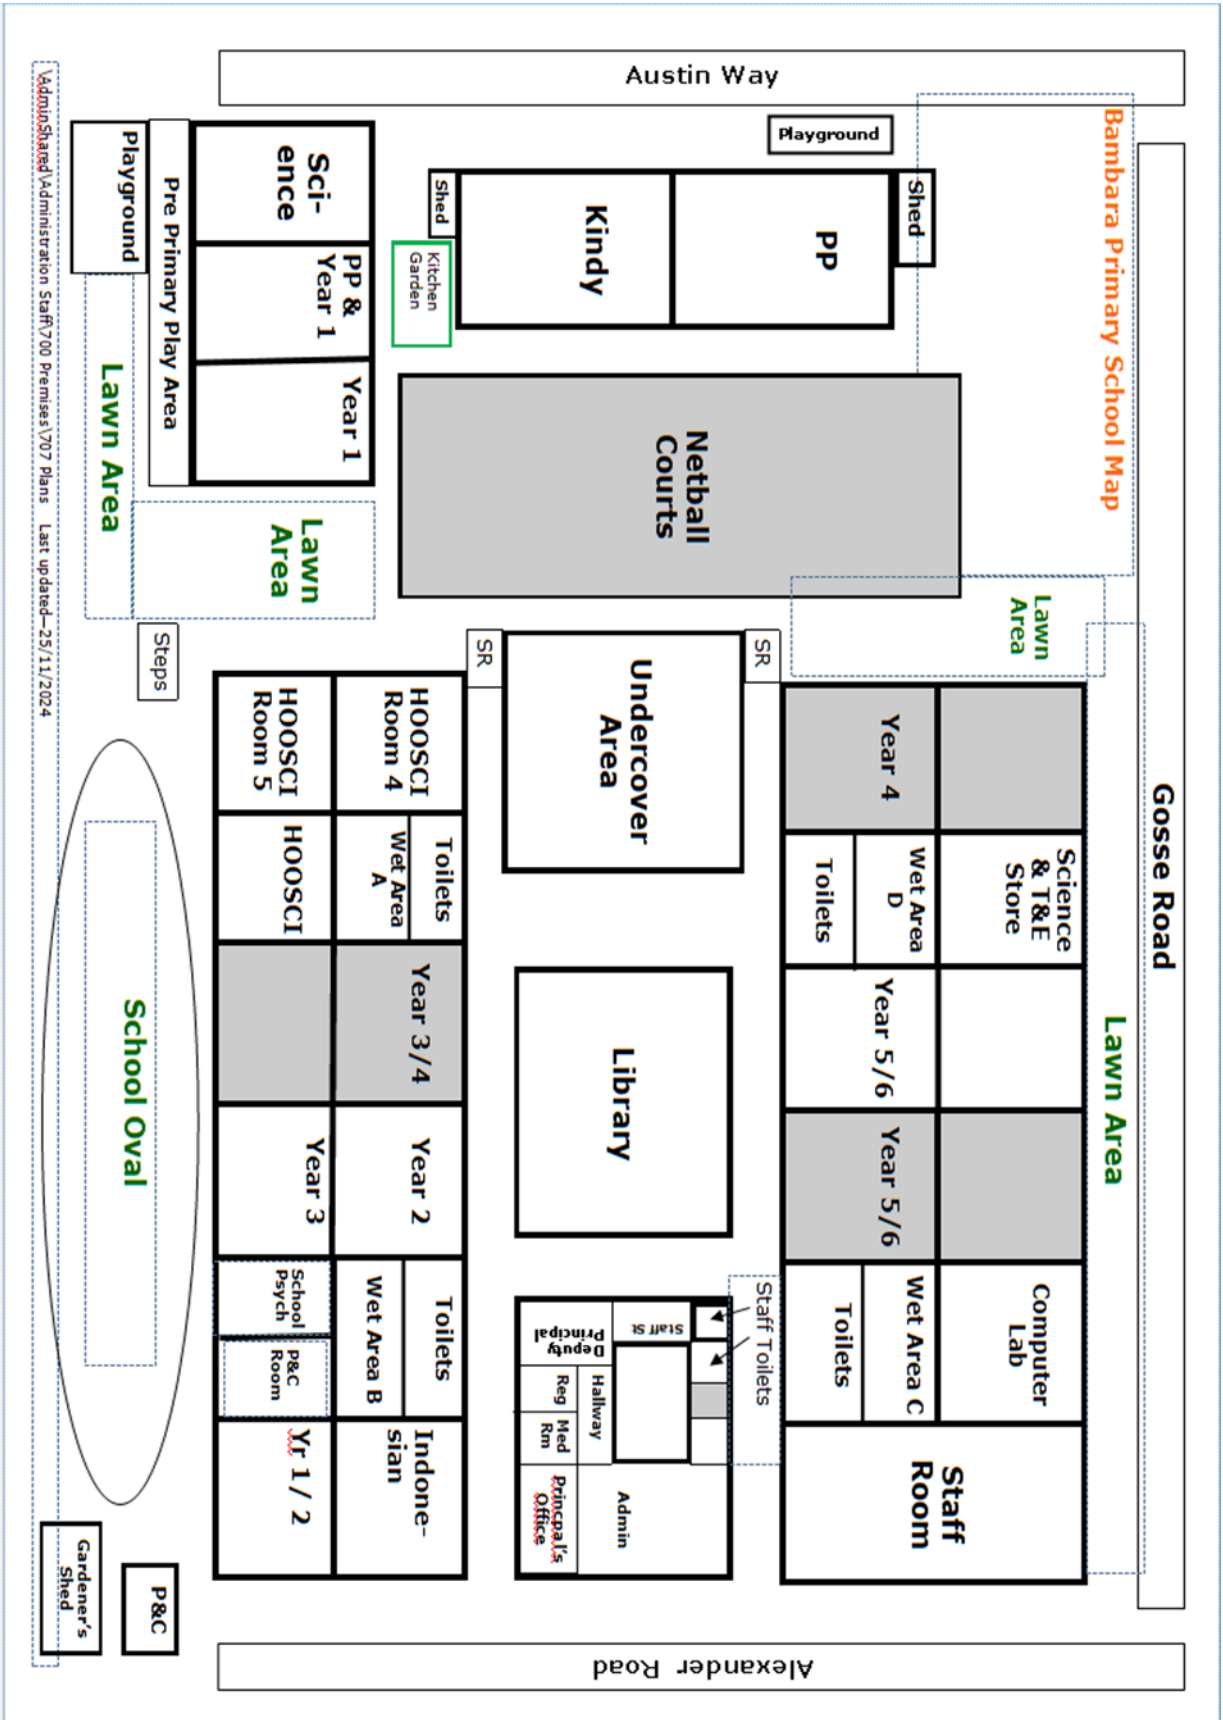 Austin Way
Bambara Primary School Map
Gosse Road
Playground
Shed
PP
Kindy
Shed
Kitchen
Garden
Sci-
ence
PP &
Year 1
Year 1
Pre Primary Play Area
Playground
Lawn Area
Lawn
Area
Netball
Courts
Lawn
Area
Lawn Area
Steps
SR
Undercover
Area
SR
Year 4
Science
& T&E
Store
Wet Area
D
Toilets
Year 5/6
Year 5/6
Computer
Lab
Wet Area C
Toilets
Staff
Room
HOOSCI
Room 4
HOOSCI
Room 5
Toilets
Wet Area
A
HOOSCI
Year 3/4
Year 2
Year 3
Toilets
Wet Area B
School
Psych
P&C
Room
Indone-
sian
Yr 1/ 2
Library
Staff Toilets
Staff St
Deputy
Principal
Hallway
Reg
Med
Rm
Admin
Princpal's
Office
School Oval
P&C
Gardener's
Shed
Alexander Road
\AdminShared\Administration Staff\700 Premises\707 Plans Last updated—25/11/2024